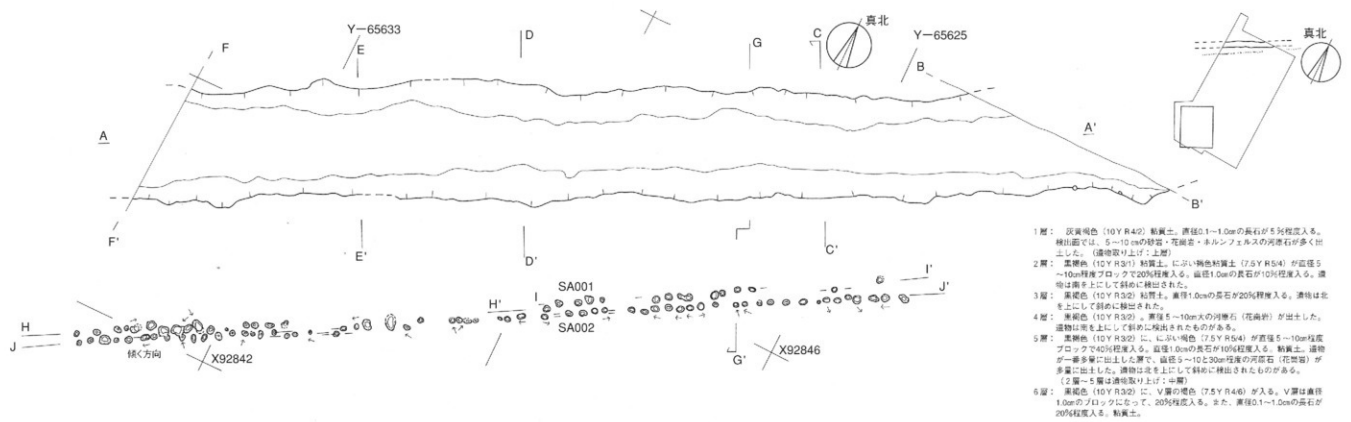 Y-65633
F
E
D
G
C
真北
Y-65625
B
真北
A
A'
F'
E'
D'
C'
B'
H
J
傾く方向
X92842
H'
I
SA001
SA002
G'
X92846
I'
J'
1層： 灰黄褐色（10YR4/2）粘質土。直径0.1～1.0㎝の長石が5％程度入る。
検出面では、5～10㎝の砂岩・花崗岩・ホルンフェルスの河原石が多く出
土した。（遺物取り上げ：上層）
2層： 黒褐色（10YR3/1）粘質土。にぶい褐色粘質土（7.5YR5/4）が直径5
～10㎝程度ブロックで20％程度入る。直径1.0㎝の長石が10％程度入る。遺
物は南を上にして斜めに検出された。
3層： 黒褐色（10YR3/2）粘質土。直径1.0㎝の長石が20％程度入る。遺物は北
を上にして斜めに検出された。
4層： 黒褐色（10YR3/2）。直径5～10㎝大の河原石（花崗岩）が出土した。
遺物は南を上にして斜めに検出されたものがある。
5層： 黒褐色（10YR3/2）に、にぶい褐色（7.5YR5/4）が直径5～10㎝程度
ブロックで40％程度入る。直径1.0㎝の長石が10％程度入る。粘質土。遺物
が一番多量に出土した層で、直径5～10と30㎝程度の河原石（花崗岩）が
多量に出土した。遺物は北を上にして斜めに検出されたものがある。
（2層～5層は遺物取り上げ：中層）
6層： 黒褐色（10YR3/2）に、Ⅴ層の褐色（7.5YR4/6）が入る。Ⅴ層は直径
1.0㎝のブロックになって、20％程度入る。また、直径0.1～1.0㎝の長石が
20％程度入る。粘質土。